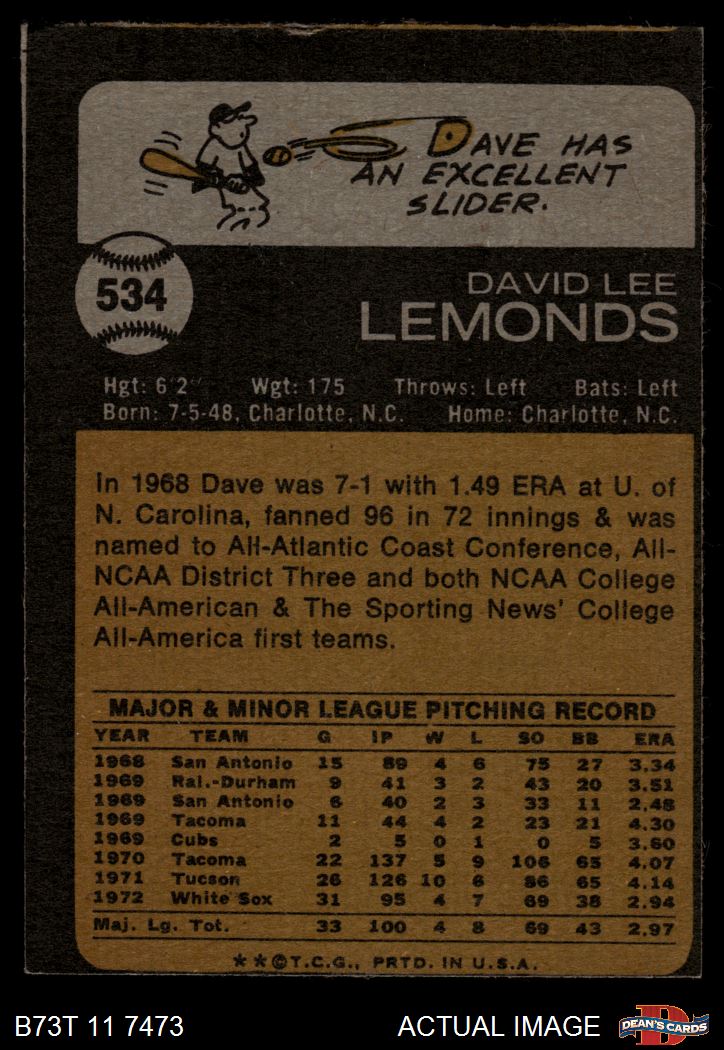 DAVE HAS
AN EXCELLENT
SLIDER.
534
DAVID LEE
LEMONDS
Hgt: 6'2" Wgt: 175 Throws: Left Bats: Left
Born: 7-5-48, Charlotte, N.C. Home: Charlotte, N.C.
In 1968 Dave was 7-1 with 1.49 ERA at U. of
N. Carolina, fanned 96 in 72 innings & was
named to All-Atlantic Coast Conference, All-
NCAA District Three and both NCAA College
All-American & The Sporting News' College
All-America first teams.
MAJOR & MINOR LEAGUE PITCHING RECORD
YEAR TEAM G IP W L SO BB ERA
1968 San Antonio 15 89 4 6 75 27 3.34
1969 Ral.-Durham 9 41 3 2 43 20 3.51
1969 San Antonio 6 40 2 3 33 11 2.48
1969 Tacoma 11 44 4 2 23 21 4.30
1969 Cubs 2 5 0 1 0 5 3.60
1970 Tacoma 22 137 5 9 106 65 4.07
1971 Tucson 26 126 10 6 86 65 4.14
1972 White Sox 31 95 4 7 69 38 2.94
Maj. Lg. Tot. 33 100 4 8 69 43 2.97
**©T.C.G., PRTD. IN U.S.A.
B73T 11 7473 ACTUAL IMAGE
D
DEAN'S CARDS